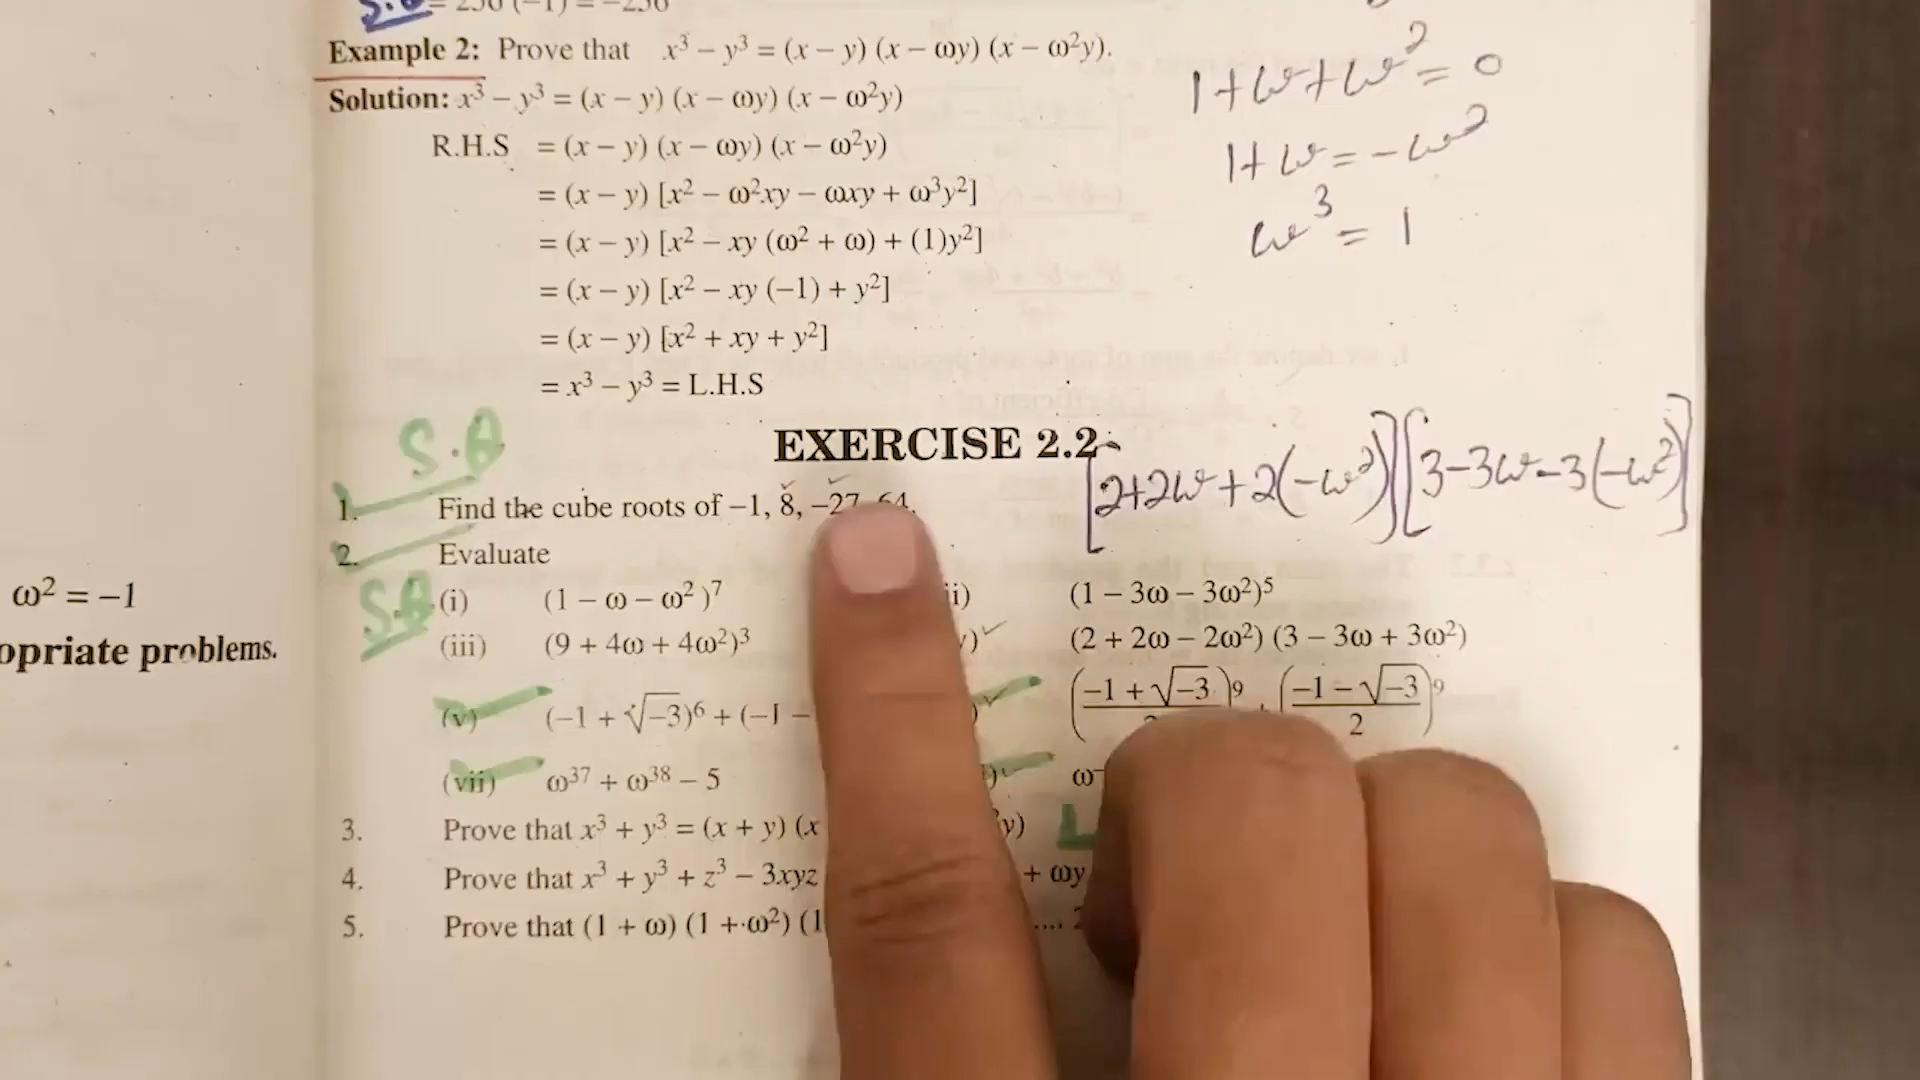 S.Q = 256 (−1) = −256
Example 2: Prove that x³ − y³ = (x − y) (x − ωy) (x − ω²y).
Solution: x³ − y³ = (x − y) (x − ωy) (x − ω²y)
R.H.S = (x − y) (x − ωy) (x − ω²y)
= (x − y) [x² − ω²xy − ωxy + ω³y²]
= (x − y) [x² − xy (ω² + ω) + (1)y²]
= (x − y) [x² − xy (−1) + y²]
= (x − y) [x² + xy + y²]
= x³ − y³ = L.H.S
1+ω+ω² = 0
1+ω = −ω²
ω³ = 1
S.Q
EXERCISE 2.2
[2+2ω+2(−ω²)][3−3ω−3(−ω²)]
1. Find the cube roots of −1, 8, −27, 64.
2. Evaluate
S.Q
(i) (1 − ω − ω²)⁷
ii) (1 − 3ω − 3ω²)⁵
(iii) (9 + 4ω + 4ω²)³
(2 + 2ω − 2ω²) (3 − 3ω + 3ω²)
(v) (−1 + √−3)⁶ + (−1 −
((−1 + √−3)/2)⁹ + ((−1 − √−3)/2)⁹
(vii) ω³⁷ + ω³⁸ − 5
ω⁻
3. Prove that x³ + y³ = (x + y) (x y)
4. Prove that x³ + y³ + z³ − 3xyz + ωy
5. Prove that (1 + ω) (1 + ω²) (1 ....
ω² = −1
opriate problems.